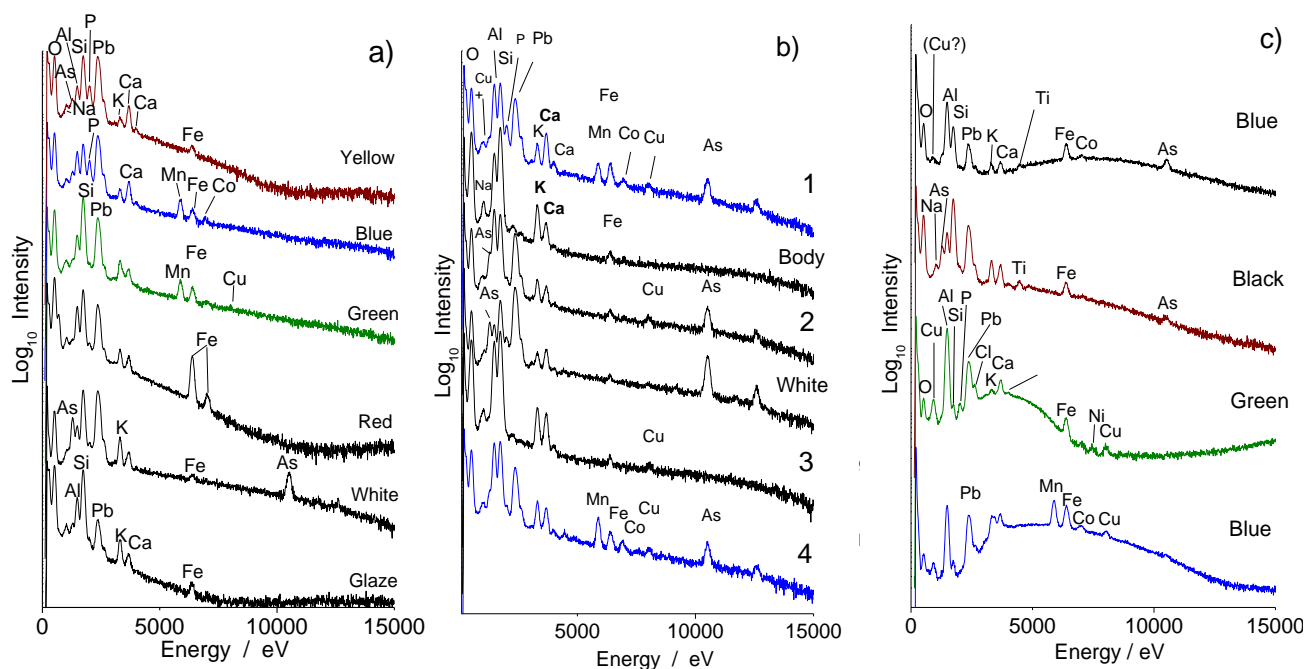 a)
P
Al
Si
Pb
O
As
Na
Ca
K
Ca
Fe
Yellow
P
Ca
Mn
Fe
Co
Blue
Si
Pb
Fe
Mn
Cu
Green
Fe
Red
As
K
Fe
As
White
Si
Al
Pb
K
Ca
Fe
Glaze
Log10 Intensity
0 5000 10000 15000
Energy / eV
b)
Al
P
Pb
O
Si
Cu
+
Fe
Ca
K
Ca
Mn
Co
Cu
As
1
Na
K
Ca
Fe
Body
As
Cu
As
2
As
White
Cu
3
Mn
Fe
Co
Cu
As
4
Log10 Intensity
5000 10000 15000
Energy / eV
c)
(Cu?)
Al
O
Si
Pb
K
Ca
Ti
Fe
Co
As
Blue
As
Na
Ti
Fe
As
Black
Al
P
Si
Cu
Pb
Cl
Ca
K
O
Fe
Ni
Cu
Green
Pb
Mn
Fe
Co
Cu
Blue
Log10 Intensity
0 5000 10000 15000
Energy / eV